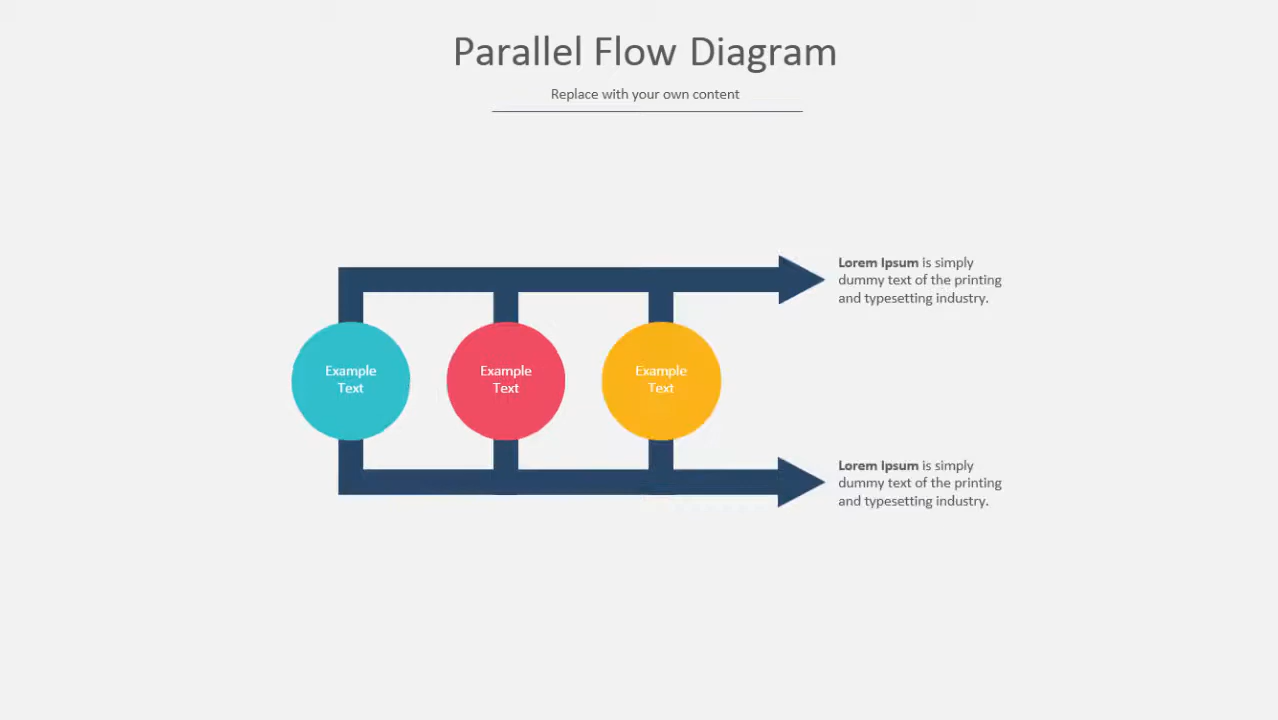 Parallel Flow Diagram
Replace with your own content
Lorem Ipsum is simply
dummy text of the printing
and typesetting industry.
Example
Text
Example
Text
Example
Text
Lorem Ipsum is simply
dummy text of the printing
and typesetting industry.